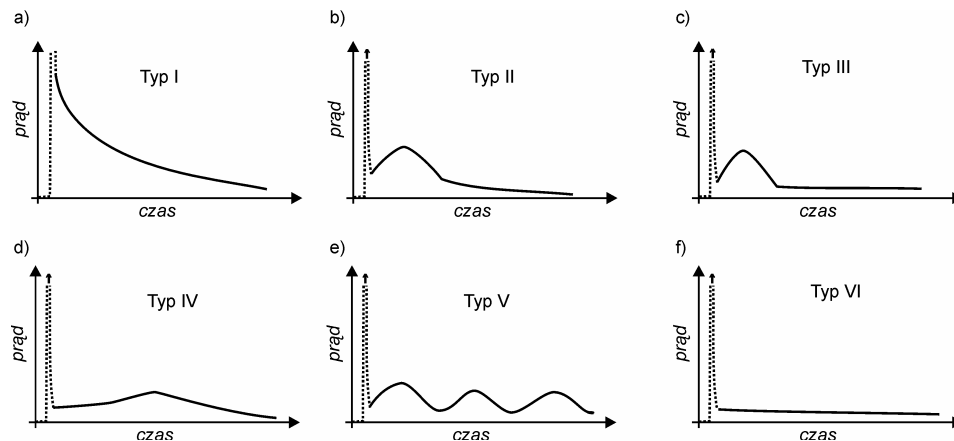 a)
Typ I
prąd
czas
b)
Typ II
prąd
czas
c)
Typ III
prąd
czas
d)
Typ IV
prąd
czas
e)
Typ V
prąd
czas
f)
Typ VI
prąd
czas